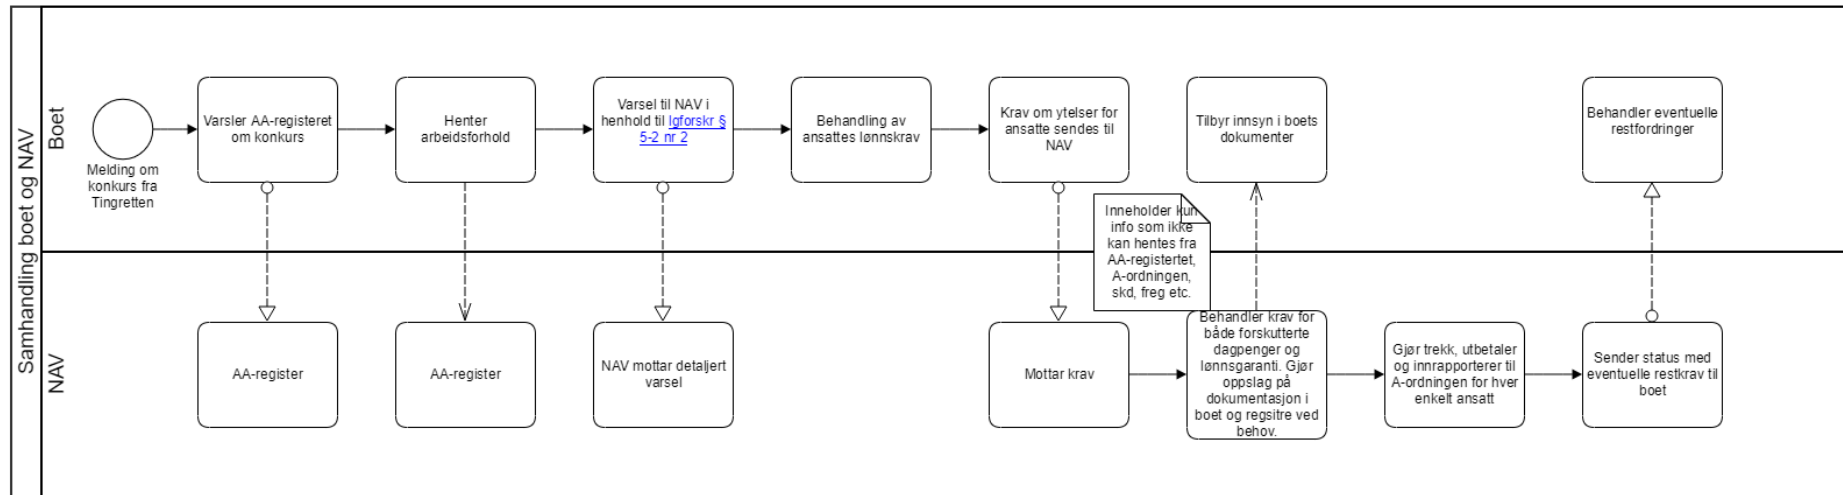 Samhandling boet og NAV
Boet
Melding om
konkurs fra
Tingretten
Varsler AA-registeret
om konkurs
Henter
arbeidsforhold
Varsel til NAV i
henhold til lgforskr §
5-2 nr 2
Behandling av
ansattes lønnskrav
Krav om ytelser for
ansatte sendes til
NAV
Tilbyr innsyn i boets
dokumenter
Behandler eventuelle
restfordringer
Inneholder kun
info som ikke
kan hentes fra
AA-registertet,
A-ordningen,
skd, freg etc.
NAV
AA-register
AA-register
NAV mottar detaljert
varsel
Mottar krav
Behandler krav for
både forskutterte
dagpenger og
lønnsgaranti. Gjør
oppslag på
dokumentasjon i
boet og regsitre ved
behov.
Gjør trekk, utbetaler
og innrapporterer til
A-ordningen for hver
enkelt ansatt
Sender status med
eventuelle restkrav til
boet